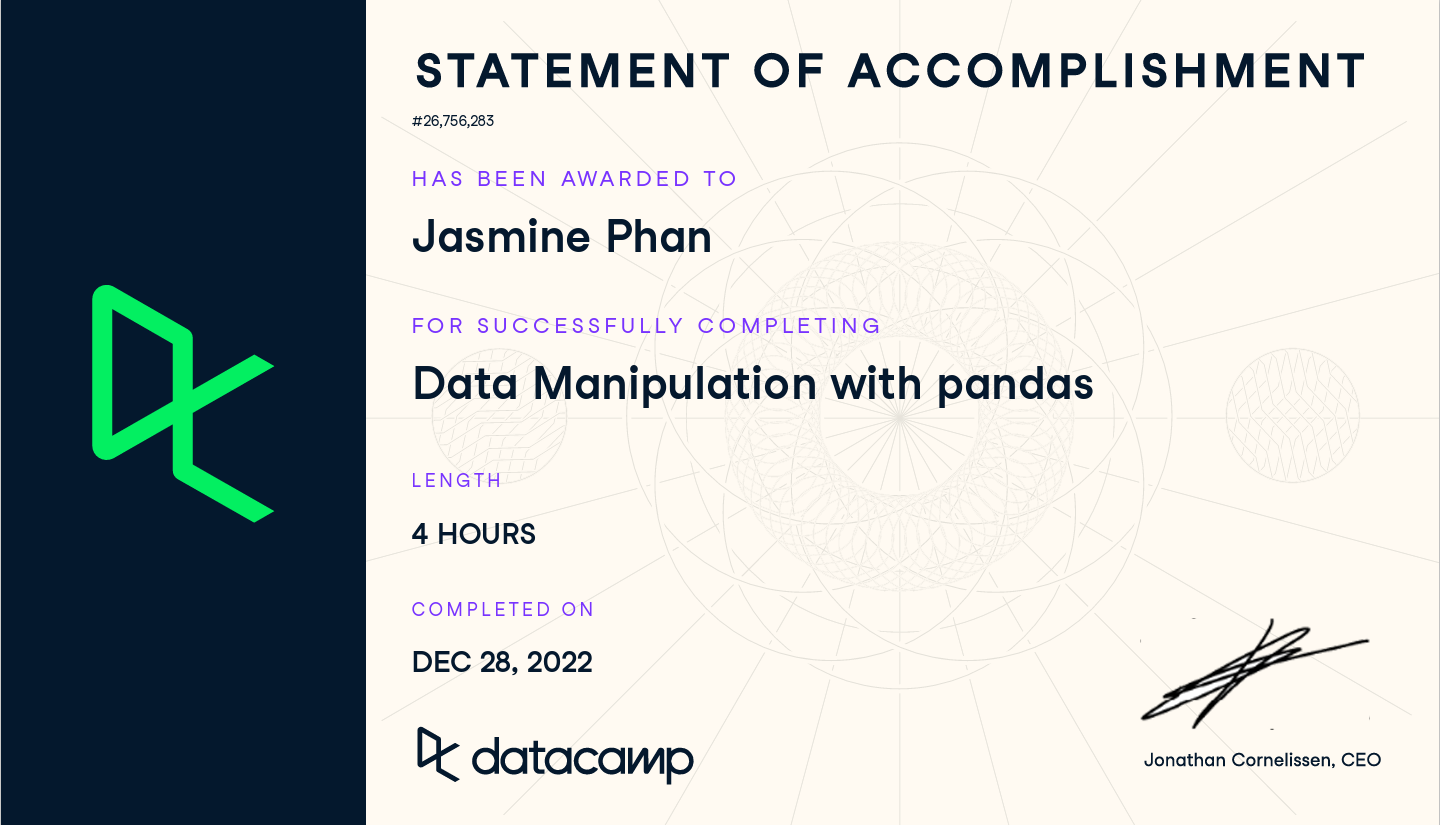 STATEMENT OF ACCOMPLISHMENT
#26,756,283
HAS BEEN AWARDED TO
Jasmine Phan
FOR SUCCESSFULLY COMPLETING
Data Manipulation with pandas
LENGTH
4 HOURS
COMPLETED ON
DEC 28, 2022
datacamp
Jonathan Cornelissen, CEO